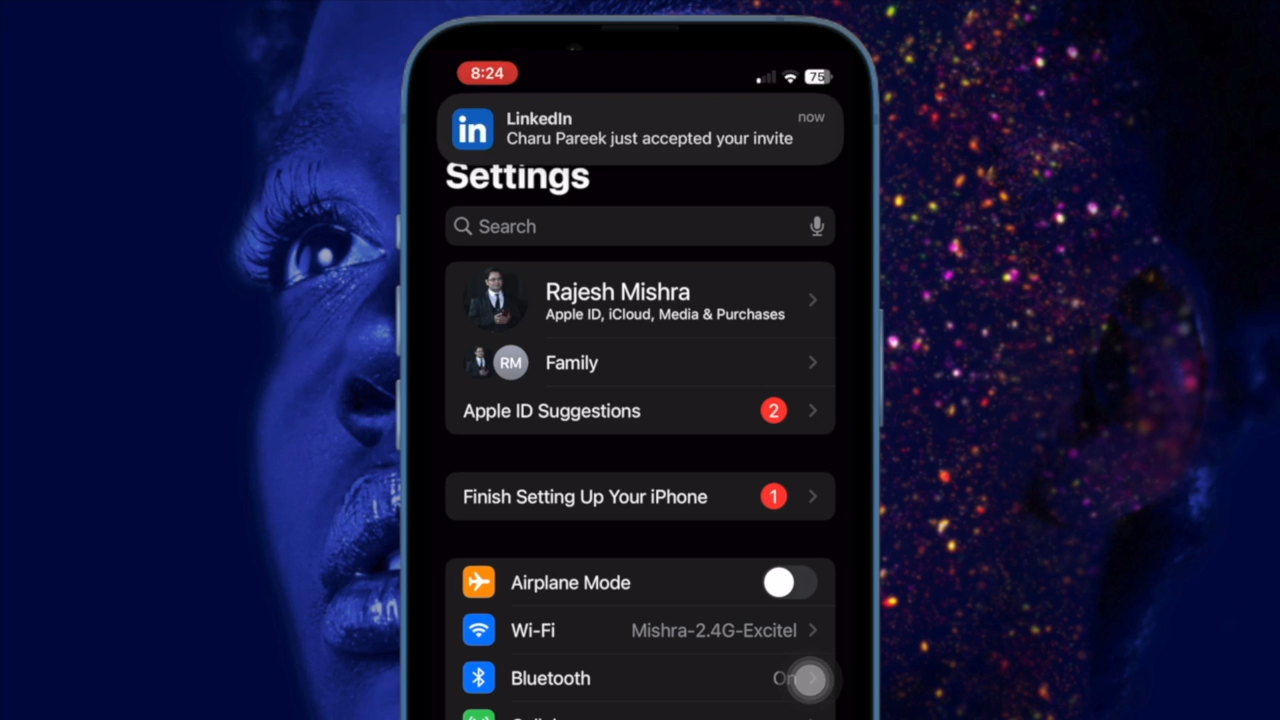 8:24
75
in
LinkedIn
now
Charu Pareek just accepted your invite
Settings
Search
Rajesh Mishra
Apple ID, iCloud, Media & Purchases
RM
Family
Apple ID Suggestions
2
Finish Setting Up Your iPhone
1
Airplane Mode
Wi-Fi
Mishra-2.4G-Excitel
Bluetooth
On